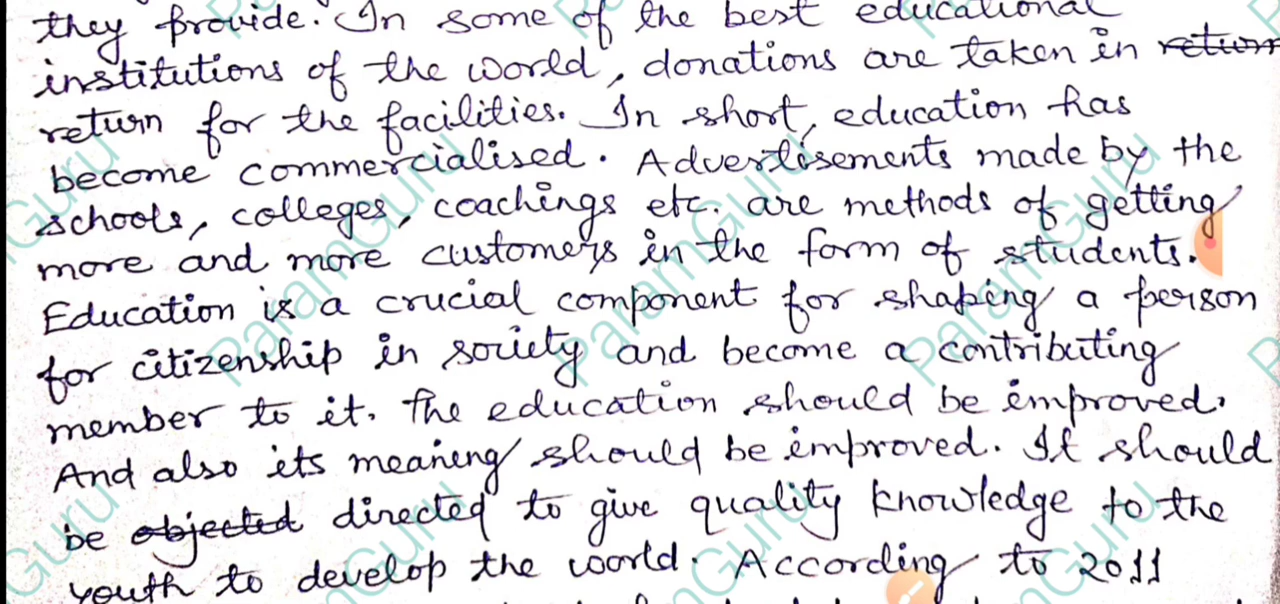 they provide. In some of the best educational
institutions of the world, donations are taken in return
return for the facilities. In short, education has
become commercialised. Advertisements made by the
schools, colleges, coachings etc. are methods of getting
more and more customers in the form of students.
Education is a crucial component for shaping a person
for citizenship in society and become a contributing
member to it. The education should be improved.
And also its meaning should be improved. It should
be objected directed to give quality knowledge to the
youth to develop the world. According to 2011
ParamGuru